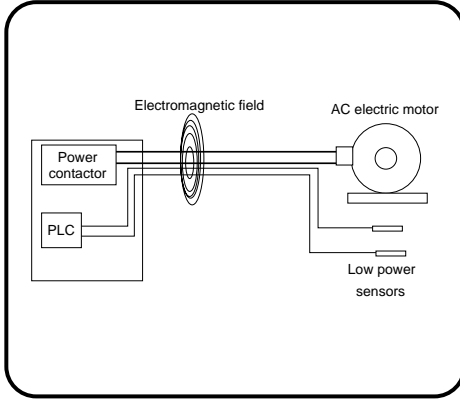 Electromagnetic field
AC electric motor
Power
contactor
PLC
Low power
sensors